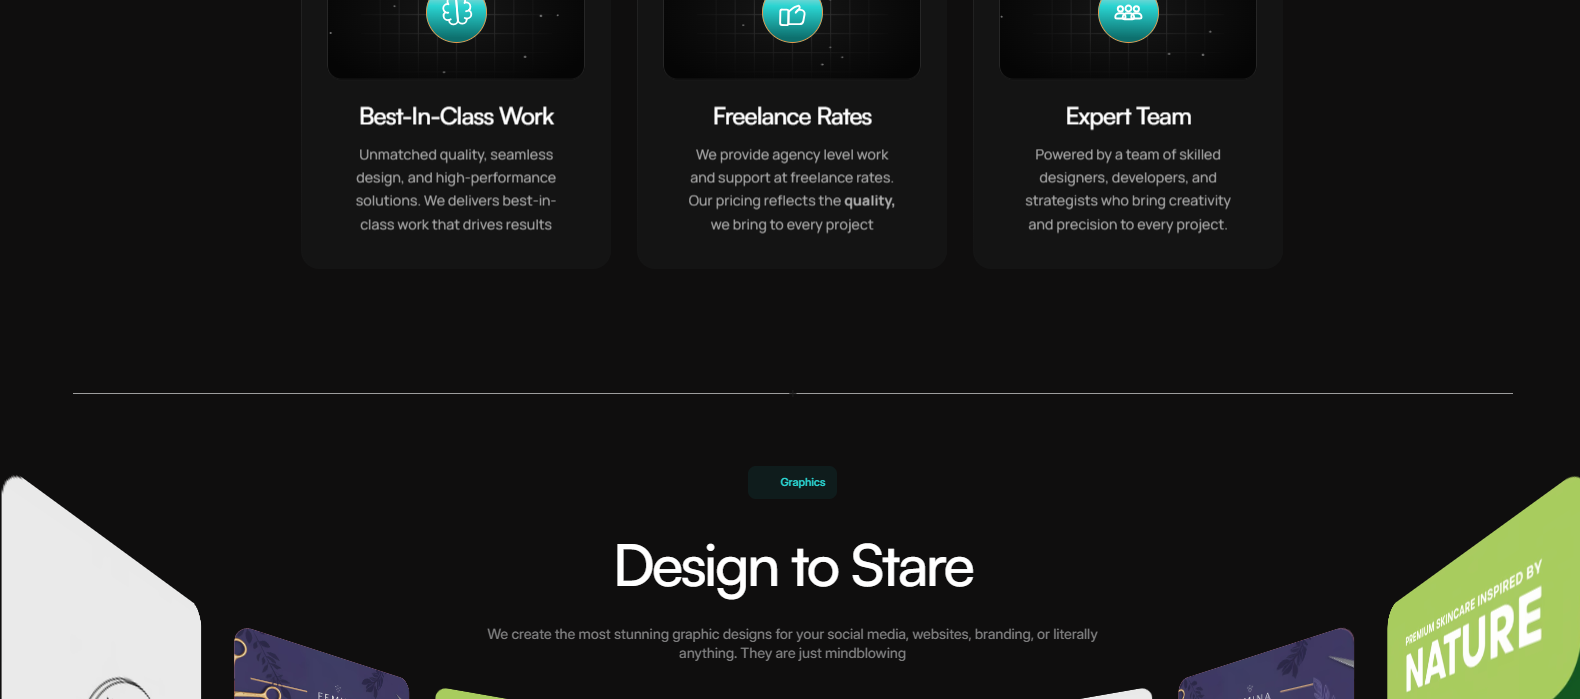 Best-In-Class Work
Unmatched quality, seamless
design, and high-performance
solutions. We delivers best-in-
class work that drives results
Freelance Rates
We provide agency level work
and support at freelance rates.
Our pricing reflects the quality,
we bring to every project
Expert Team
Powered by a team of skilled
designers, developers, and
strategists who bring creativity
and precision to every project.
Graphics
Design to Stare
We create the most stunning graphic designs for your social media, websites, branding, or literally
anything. They are just mindblowing
PREMIUM SKINCARE INSPIRED BY
NATURE